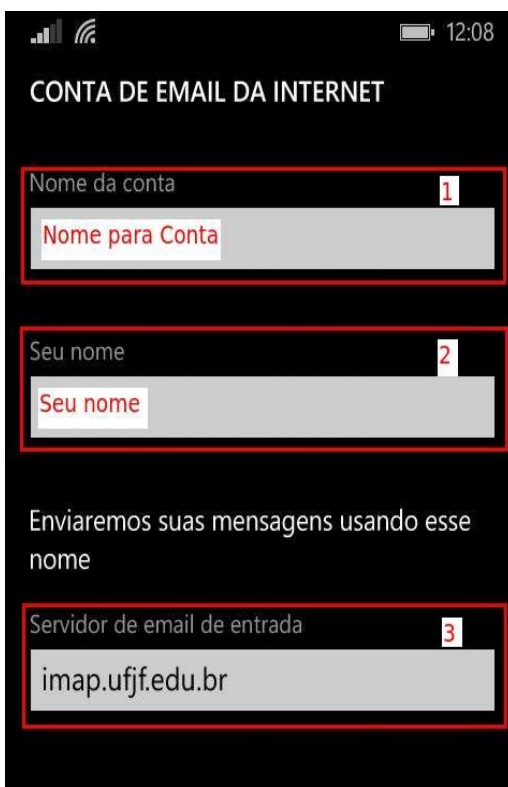 12:08
CONTA DE EMAIL DA INTERNET
Nome da conta
1
Nome para Conta
Seu nome
2
Seu nome
Enviaremos suas mensagens usando esse
nome
Servidor de email de entrada
3
imap.ufjf.edu.br